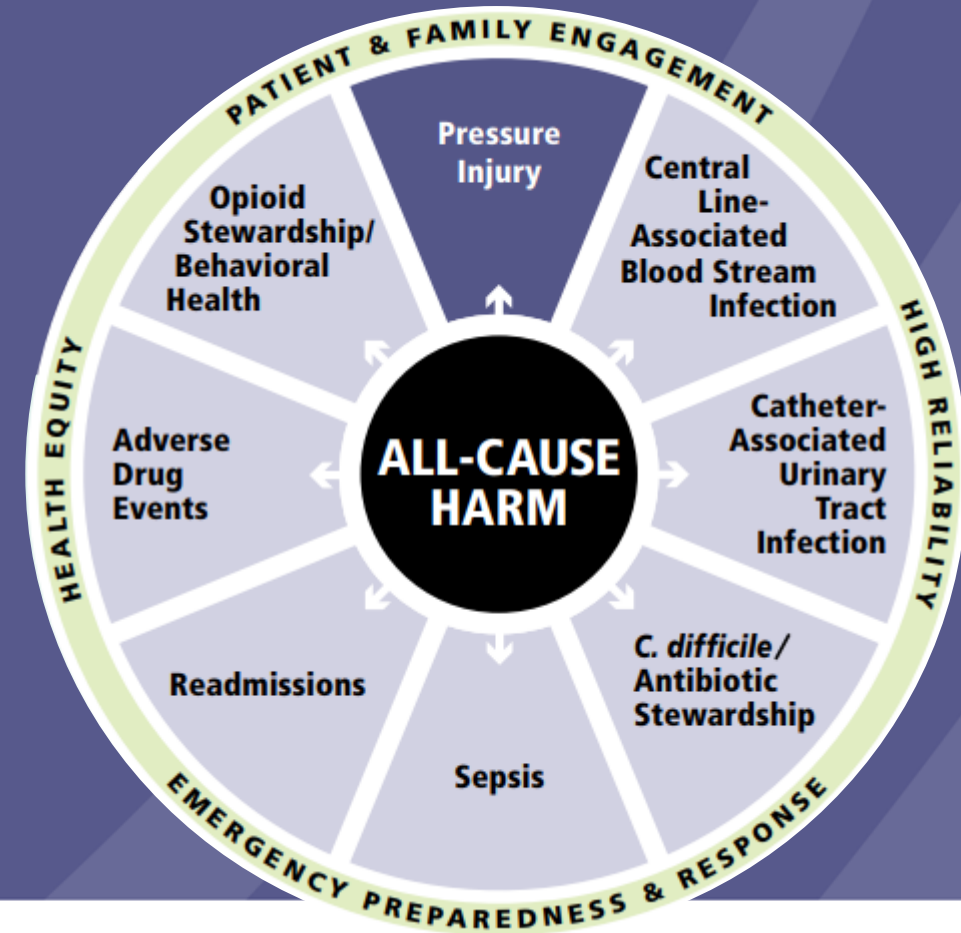 PATIENT & FAMILY ENGAGEMENT
Pressure
Injury
Central
Line-
Associated
Blood Stream
Infection
HIGH RELIABILITY
Catheter-
Associated
Urinary
Tract
Infection
C. difficile/
Antibiotic
Stewardship
EMERGENCY PREPAREDNESS & RESPONSE
Sepsis
Readmissions
HEALTH EQUITY
Adverse
Drug
Events
Opioid
Stewardship/
Behavioral
Health
ALL-CAUSE
HARM